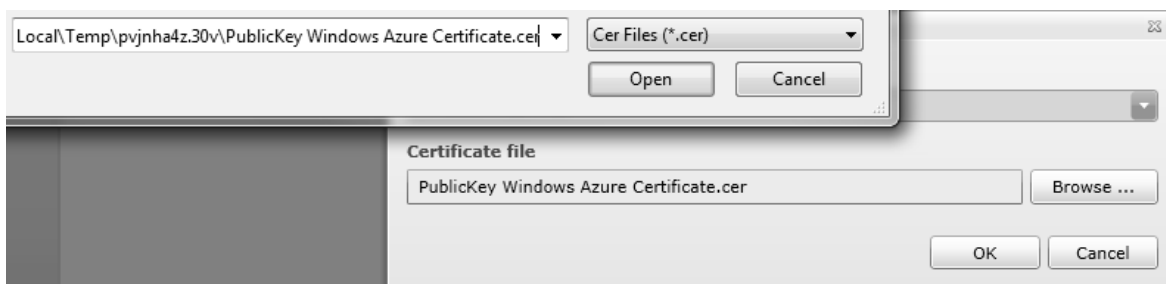 Local\Temp\pvjnha4z.30v\PublicKey Windows Azure Certificate.cer
Cer Files (*.cer)
Open
Cancel
Certificate file
PublicKey Windows Azure Certificate.cer
Browse ...
OK
Cancel